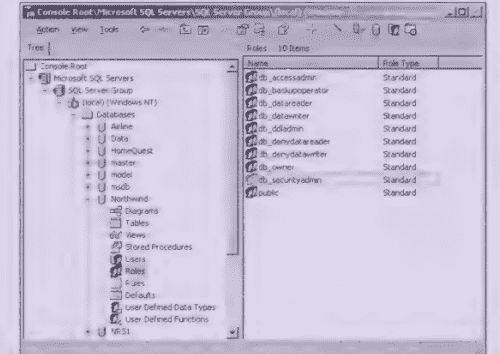 Console Root\Microsoft SQL Servers\SQL Server Group\(local)
Action View Tools
Tree
Roles 10 Items
Console Root
Microsoft SQL Servers
SQL Server Group
(local) (Windows NT)
Databases
Airline
Data
HomeQuest
master
model
msdb
Northwind
Diagrams
Tables
Views
Stored Procedures
Users
Roles
Rules
Defaults
User Defined Data Types
User Defined Functions
NRS1
Name Role Type
db_accessadmin Standard
db_backupoperator Standard
db_datareader Standard
db_datawriter Standard
db_ddladmin Standard
db_denydatareader Standard
db_denydatawriter Standard
db_owner Standard
db_securityadmin Standard
public Standard